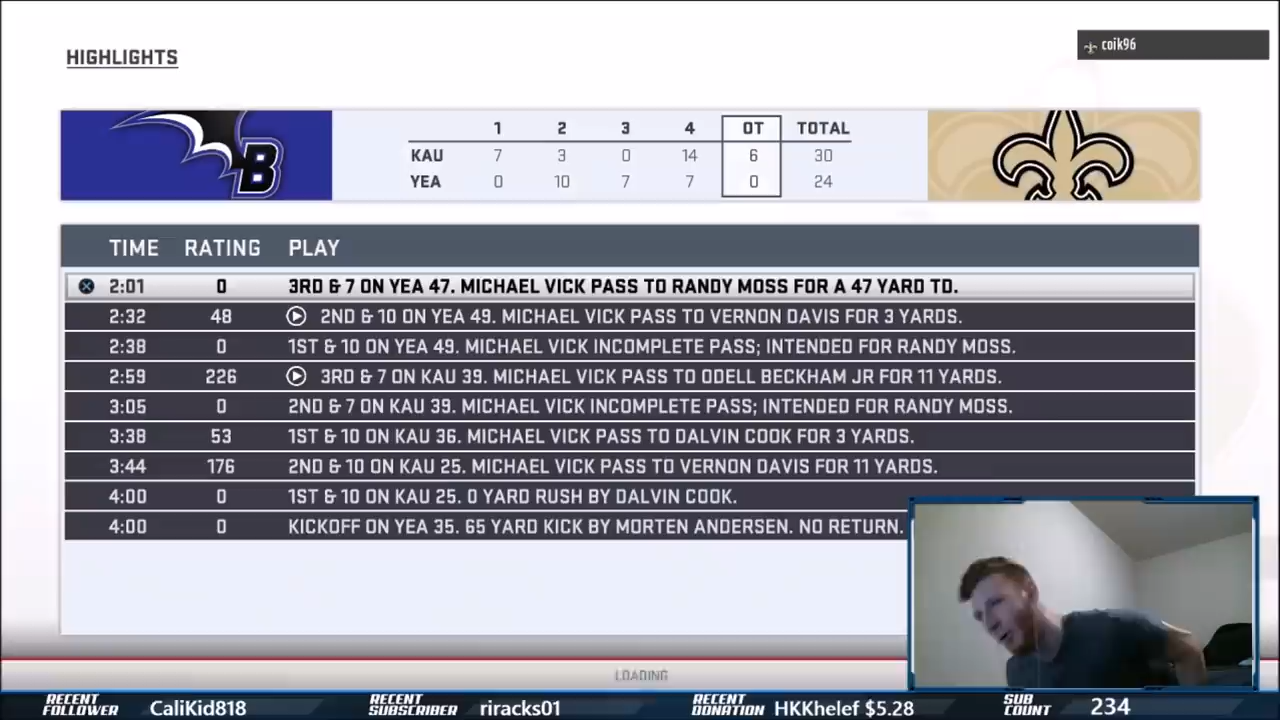 HIGHLIGHTS
coik96
1 2 3 4 OT TOTAL
KAU 7 3 0 14 6 30
YEA 0 10 7 7 0 24
B
TIME RATING PLAY
2:01 0 3RD & 7 ON YEA 47. MICHAEL VICK PASS TO RANDY MOSS FOR A 47 YARD TD.
2:32 48 2ND & 10 ON YEA 49. MICHAEL VICK PASS TO VERNON DAVIS FOR 3 YARDS.
2:38 0 1ST & 10 ON YEA 49. MICHAEL VICK INCOMPLETE PASS; INTENDED FOR RANDY MOSS.
2:59 226 3RD & 7 ON KAU 39. MICHAEL VICK PASS TO ODELL BECKHAM JR FOR 11 YARDS.
3:05 0 2ND & 7 ON KAU 39. MICHAEL VICK INCOMPLETE PASS; INTENDED FOR RANDY MOSS.
3:38 53 1ST & 10 ON KAU 36. MICHAEL VICK PASS TO DALVIN COOK FOR 3 YARDS.
3:44 176 2ND & 10 ON KAU 25. MICHAEL VICK PASS TO VERNON DAVIS FOR 11 YARDS.
4:00 0 1ST & 10 ON KAU 25. 0 YARD RUSH BY DALVIN COOK.
4:00 0 KICKOFF ON YEA 35. 65 YARD KICK BY MORTEN ANDERSEN. NO RETURN.
LOADING
RECENT FOLLOWER CaliKid818 RECENT SUBSCRIBER riracks01 RECENT DONATION HKKhelef $5.28 SUB COUNT 234